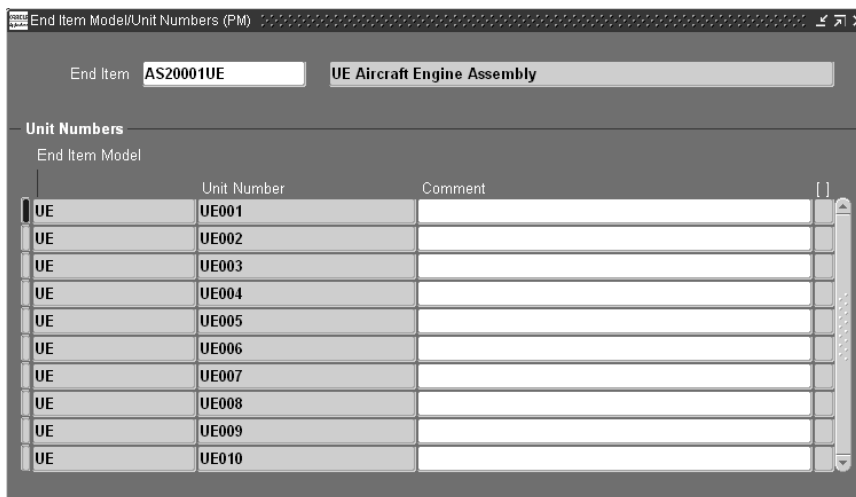 End Item Model/Unit Numbers (PM)
End Item AS20001UE UE Aircraft Engine Assembly
Unit Numbers
End Item Model
Unit Number Comment [ ]
UE UE001
UE UE002
UE UE003
UE UE004
UE UE005
UE UE006
UE UE007
UE UE008
UE UE009
UE UE010